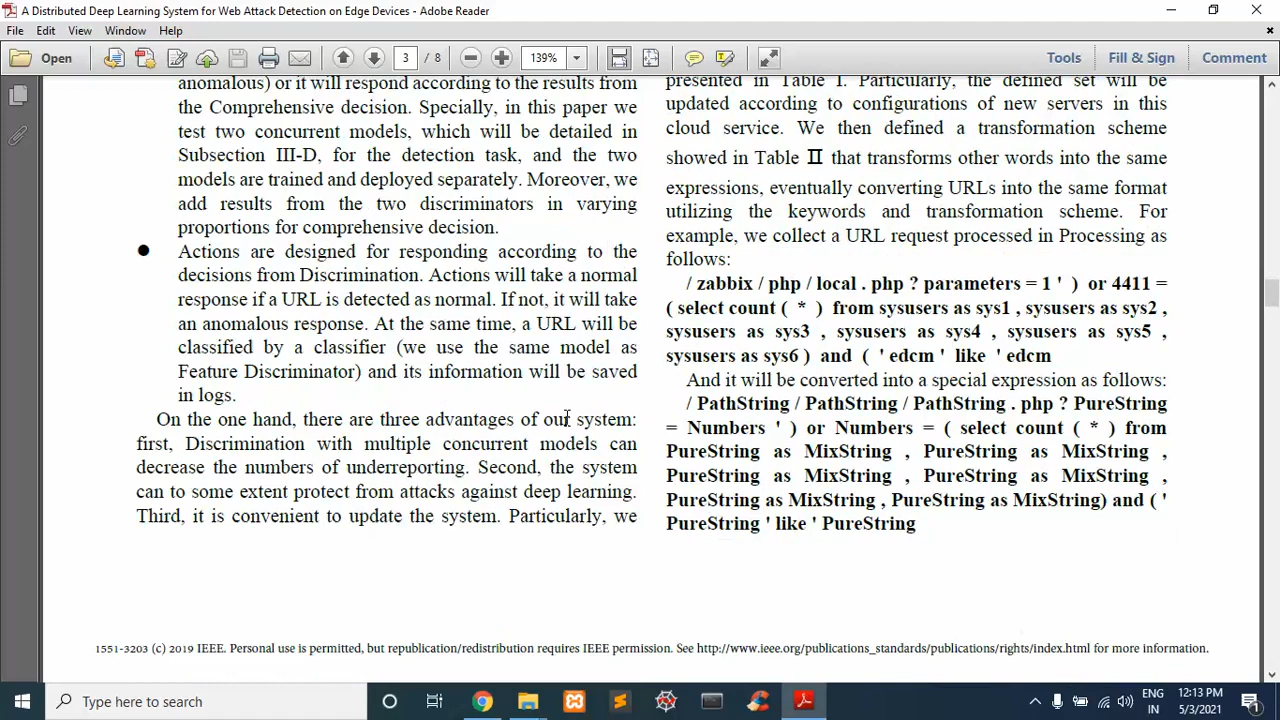 A Distributed Deep Learning System for Web Attack Detection on Edge Devices - Adobe Reader
File Edit View Window Help
Open 3 / 8 139% Tools Fill & Sign Comment
anomalous) or it will respond according to the results from
the Comprehensive decision. Specially, in this paper we
test two concurrent models, which will be detailed in
Subsection III-D, for the detection task, and the two
models are trained and deployed separately. Moreover, we
add results from the two discriminators in varying
proportions for comprehensive decision.
● Actions are designed for responding according to the
decisions from Discrimination. Actions will take a normal
response if a URL is detected as normal. If not, it will take
an anomalous response. At the same time, a URL will be
classified by a classifier (we use the same model as
Feature Discriminator) and its information will be saved
in logs.
On the one hand, there are three advantages of our system:
first, Discrimination with multiple concurrent models can
decrease the numbers of underreporting. Second, the system
can to some extent protect from attacks against deep learning.
Third, it is convenient to update the system. Particularly, we
presented in Table I. Particularly, the defined set will be
updated according to configurations of new servers in this
cloud service. We then defined a transformation scheme
showed in Table Ⅱ that transforms other words into the same
expressions, eventually converting URLs into the same format
utilizing the keywords and transformation scheme. For
example, we collect a URL request processed in Processing as
follows:
/ zabbix / php / local . php ? parameters = 1 ' ) or 4411 =
( select count ( * ) from sysusers as sys1 , sysusers as sys2 ,
sysusers as sys3 , sysusers as sys4 , sysusers as sys5 ,
sysusers as sys6 ) and ( ' edcm ' like ' edcm
And it will be converted into a special expression as follows:
/ PathString / PathString / PathString . php ? PureString
= Numbers ' ) or Numbers = ( select count ( * ) from
PureString as MixString , PureString as MixString ,
PureString as MixString , PureString as MixString ,
PureString as MixString , PureString as MixString) and ( '
PureString ' like ' PureString
1551-3203 (c) 2019 IEEE. Personal use is permitted, but republication/redistribution requires IEEE permission. See http://www.ieee.org/publications_standards/publications/rights/index.html for more information.
Type here to search
ENG
IN
12:13 PM
5/3/2021
1